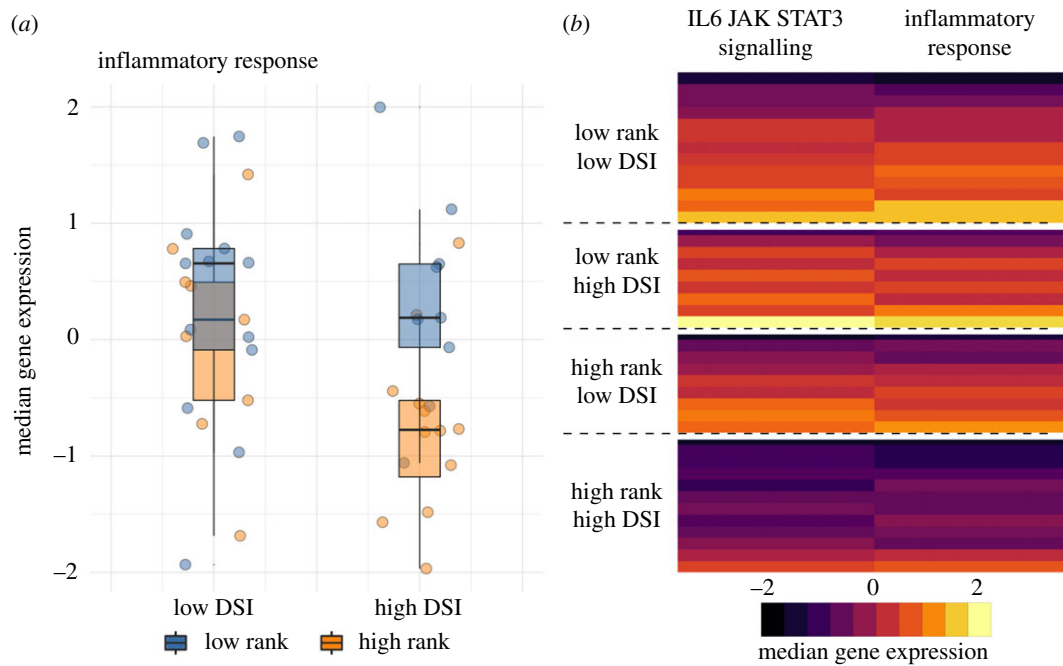 (a)
inflammatory response
median gene expression
2
1
0
−1
−2
low DSI high DSI
low rank high rank
(b)
IL6 JAK STAT3
signalling
inflammatory
response
low rank
low DSI
low rank
high DSI
high rank
low DSI
high rank
high DSI
−2 0 2
median gene expression